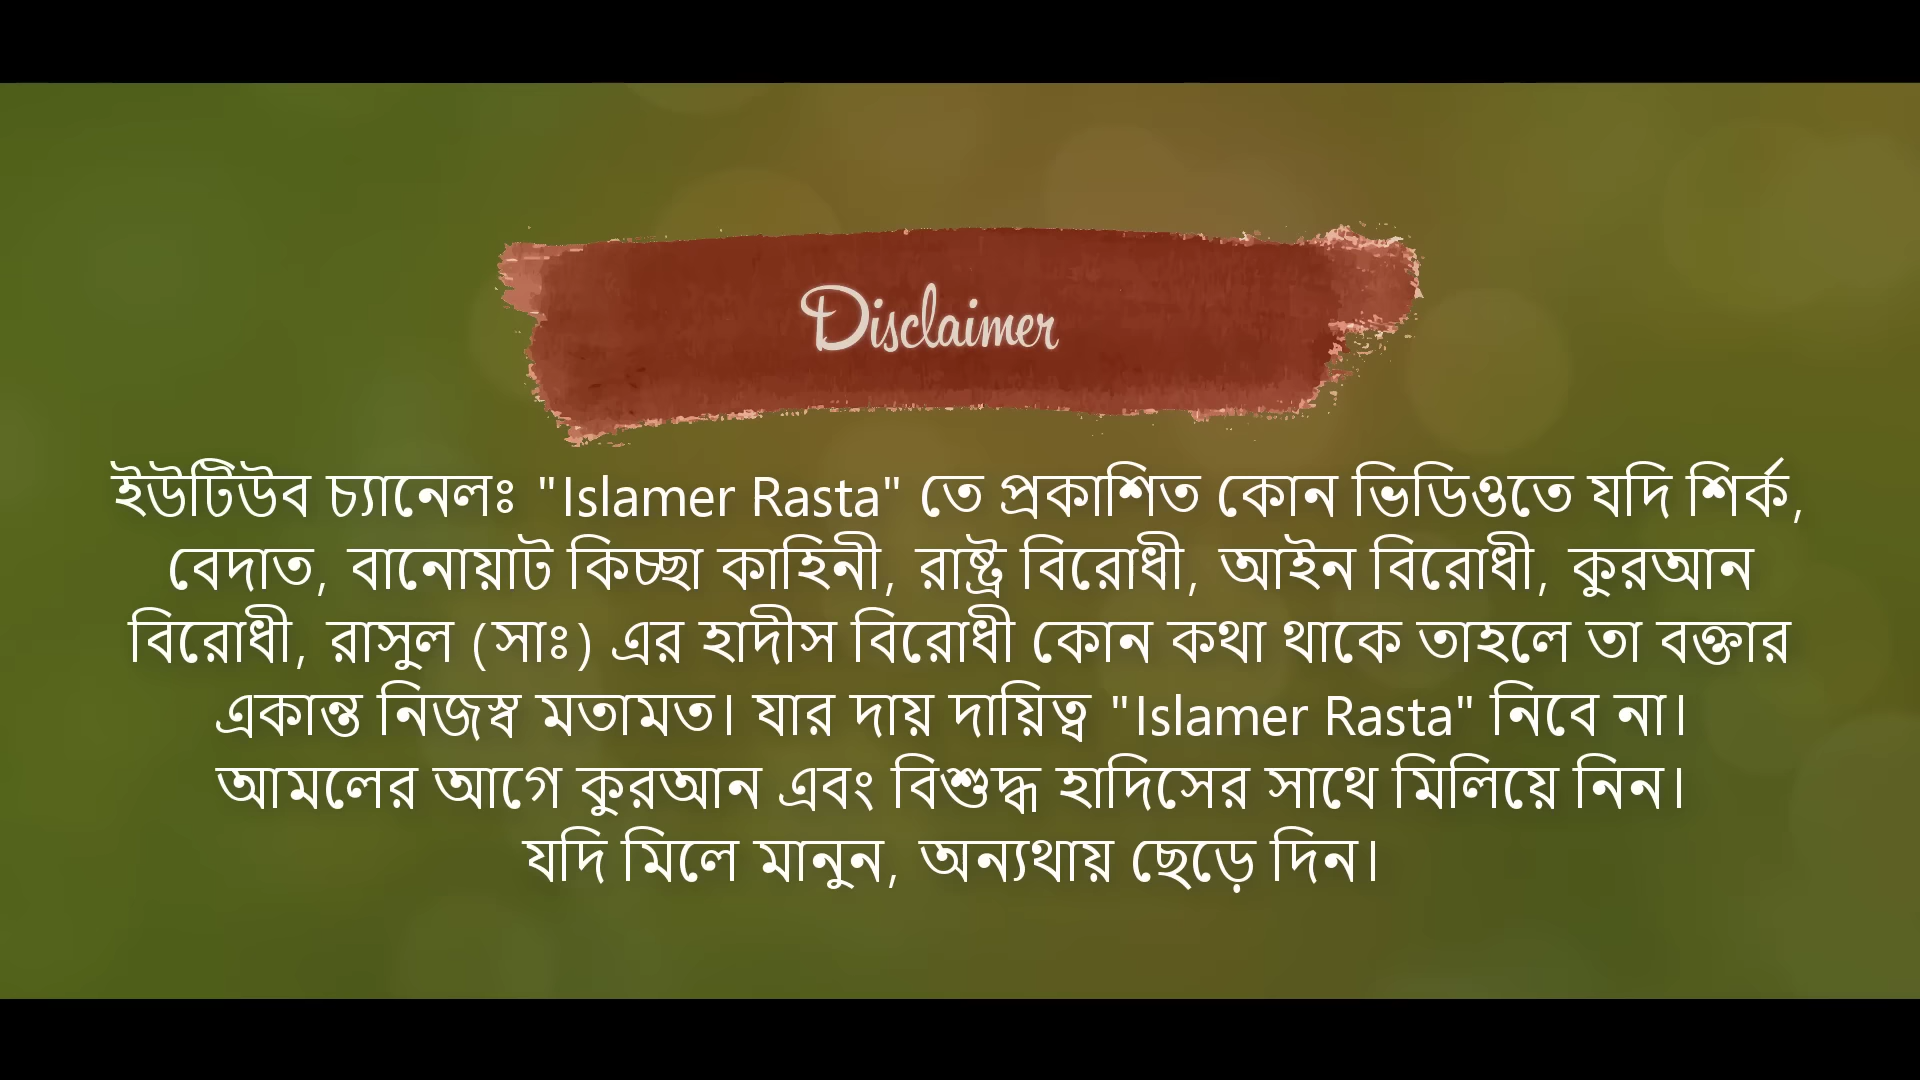 Disclaimer
ইউটিউব চ্যানেলঃ "Islamer Rasta" তে প্রকাশিত কোন ভিডিওতে যদি শির্ক,
বেদাত, বানোয়াট কিচ্ছা কাহিনী, রাষ্ট্র বিরোধী, আইন বিরোধী, কুরআন
বিরোধী, রাসুল (সাঃ) এর হাদীস বিরোধী কোন কথা থাকে তাহলে তা বক্তার
একান্ত নিজস্ব মতামত। যার দায় দায়িত্ব "Islamer Rasta" নিবে না।
আমলের আগে কুরআন এবং বিশুদ্ধ হাদিসের সাথে মিলিয়ে নিন।
যদি মিলে মানুন, অন্যথায় ছেড়ে দিন।